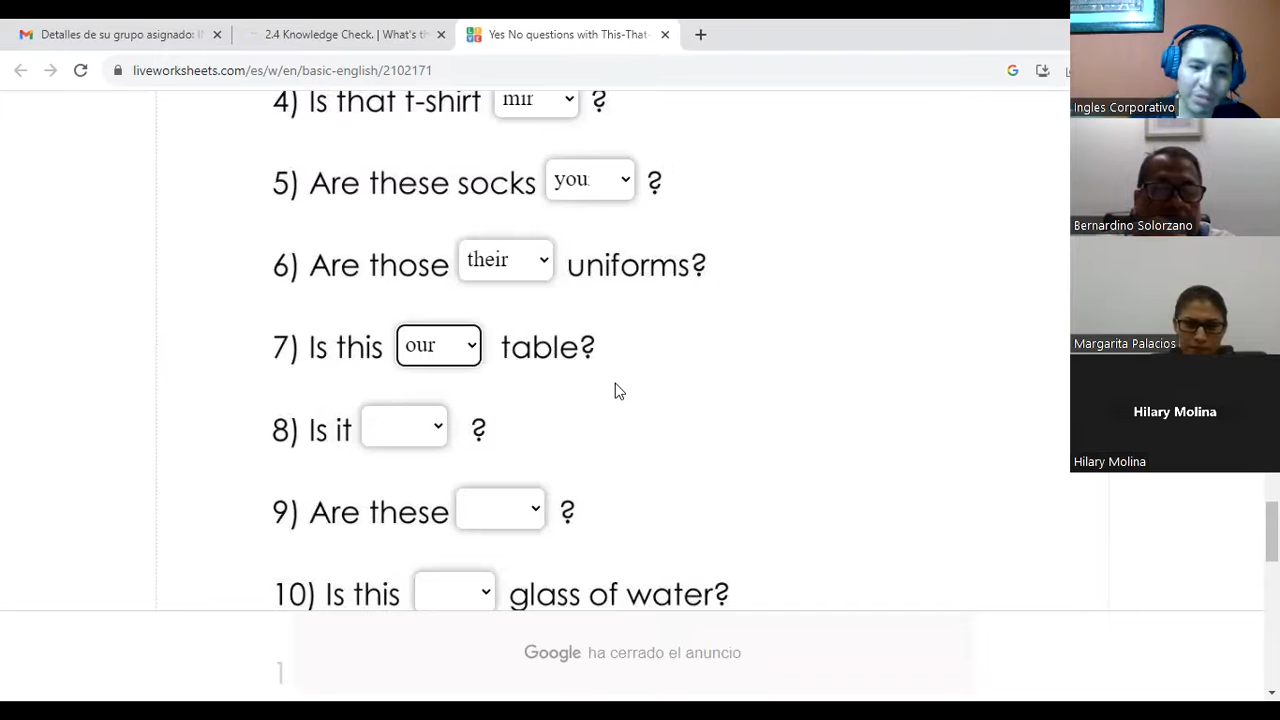 Detalles de su grupo asignado: I
2.4 Knowledge Check | What's
Yes No questions with This-That-
liveworksheets.com/es/w/en/basic-english/2102171
4) Is that t-shirt mir ?
5) Are these socks you ?
6) Are those their uniforms?
7) Is this our table?
8) Is it ?
9) Are these ?
10) Is this glass of water?
1
Google ha cerrado el anuncio
Ingles Corporativo
Bernardino Solorzano
Margarita Palacios
Hilary Molina
Hilary Molina